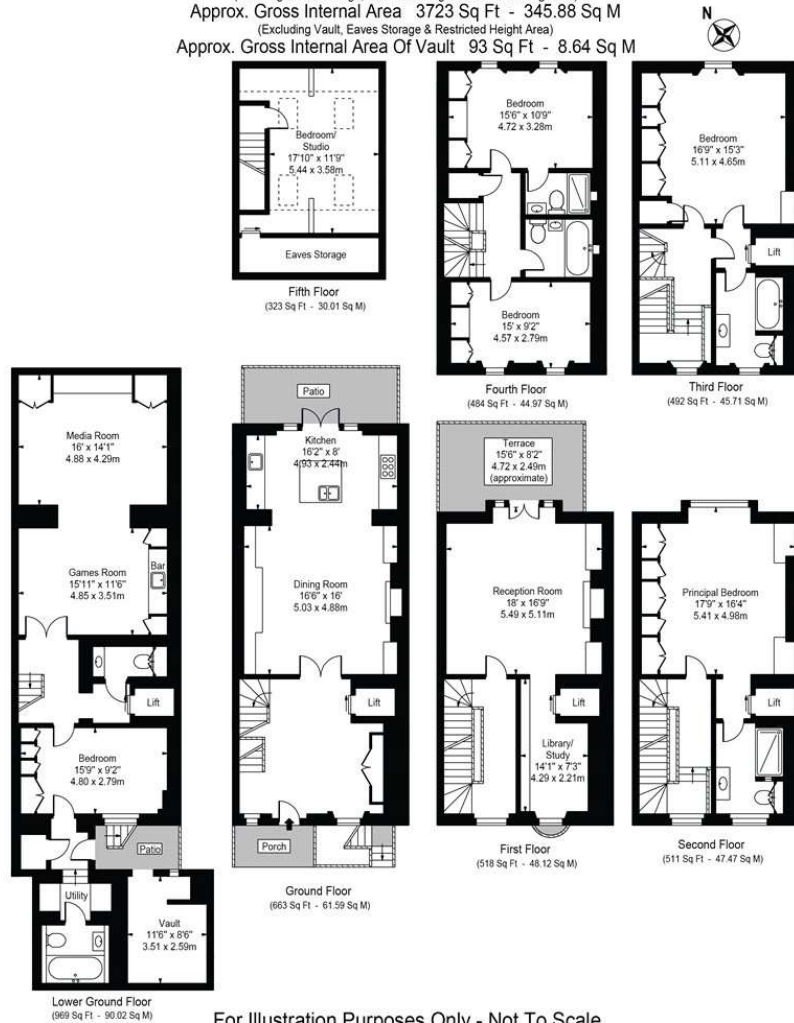 Approx. Gross Internal Area 3723 Sq Ft - 345.88 Sq M
(Excluding Vault, Eaves Storage & Restricted Height Area)
Approx. Gross Internal Area Of Vault 93 Sq Ft - 8.64 Sq M
N
Bedroom/
Studio
17'10" x 11'9"
5.44 x 3.58m
Eaves Storage
Fifth Floor
(323 Sq Ft - 30.01 Sq M)
Bedroom
15'6" x 10'9"
4.72 x 3.28m
Bedroom
15' x 9'2"
4.57 x 2.79m
Fourth Floor
(484 Sq Ft - 44.97 Sq M)
Bedroom
16'9" x 15'3"
5.11 x 4.65m
Lift
Third Floor
(492 Sq Ft - 45.71 Sq M)
Media Room
16' x 14'1"
4.88 x 4.29m
Games Room
15'11" x 11'6"
4.85 x 3.51m
Bar
Lift
Bedroom
15'9" x 9'2"
4.80 x 2.79m
Patio
Utility
Vault
11'6" x 8'6"
3.51 x 2.59m
Lower Ground Floor
(969 Sq Ft - 90.02 Sq M)
Patio
Kitchen
16'2" x 8'
4.93 x 2.44m
Dining Room
16'6" x 16'
5.03 x 4.88m
Lift
Porch
Ground Floor
(663 Sq Ft - 61.59 Sq M)
Terrace
15'6" x 8'2"
4.72 x 2.49m
(approximate)
Reception Room
18' x 16'9"
5.49 x 5.11m
Lift
Library/
Study
14'1" x 7'3"
4.29 x 2.21m
First Floor
(518 Sq Ft - 48.12 Sq M)
Principal Bedroom
17'9" x 16'4"
5.41 x 4.98m
Lift
Second Floor
(511 Sq Ft - 47.47 Sq M)
For Illustration Purposes Only - Not To Scale